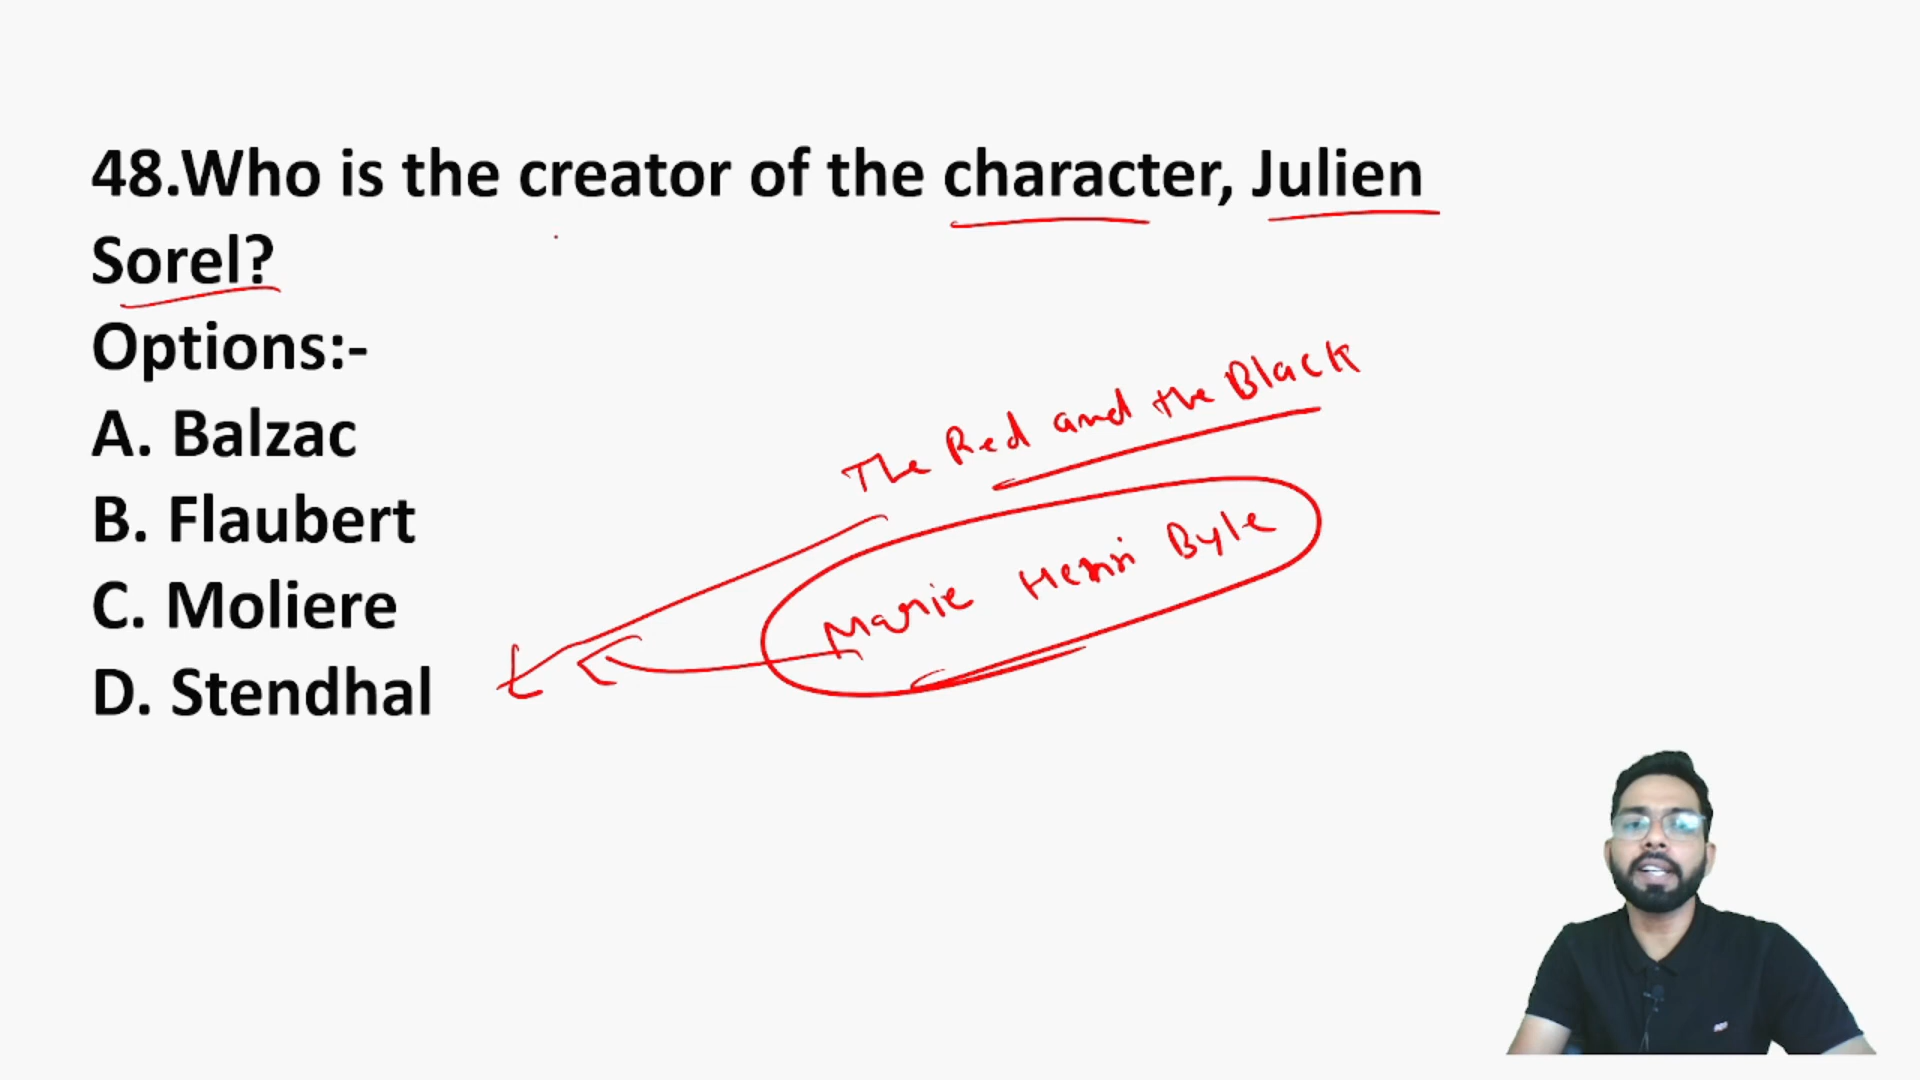 48.Who is the creator of the character, Julien
Sorel?
Options:-
A. Balzac
B. Flaubert
C. Moliere
D. Stendhal
The Red and the Black
Marie Henri Byle